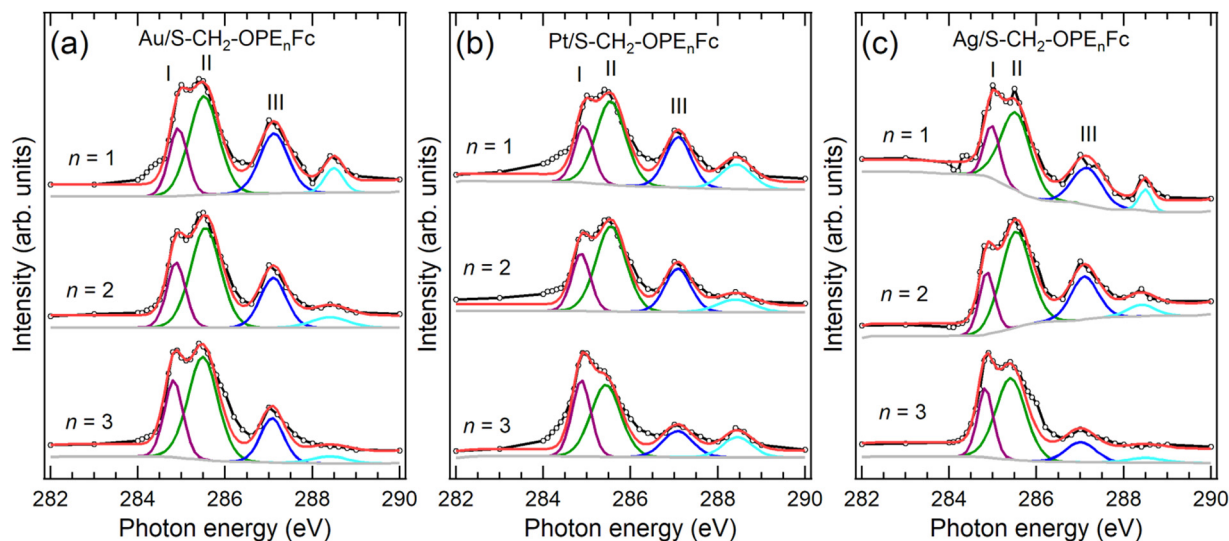 (a)
Au/S-CH₂-OPEₙFc
I
II
III
n = 1
n = 2
n = 3
Intensity (arb. units)
282 284 286 288 290
Photon energy (eV)
(b)
Pt/S-CH₂-OPEₙFc
I
II
III
n = 1
n = 2
n = 3
Intensity (arb. units)
282 284 286 288 290
Photon energy (eV)
(c)
Ag/S-CH₂-OPEₙFc
I
II
III
n = 1
n = 2
n = 3
Intensity (arb. units)
282 284 286 288 290
Photon energy (eV)